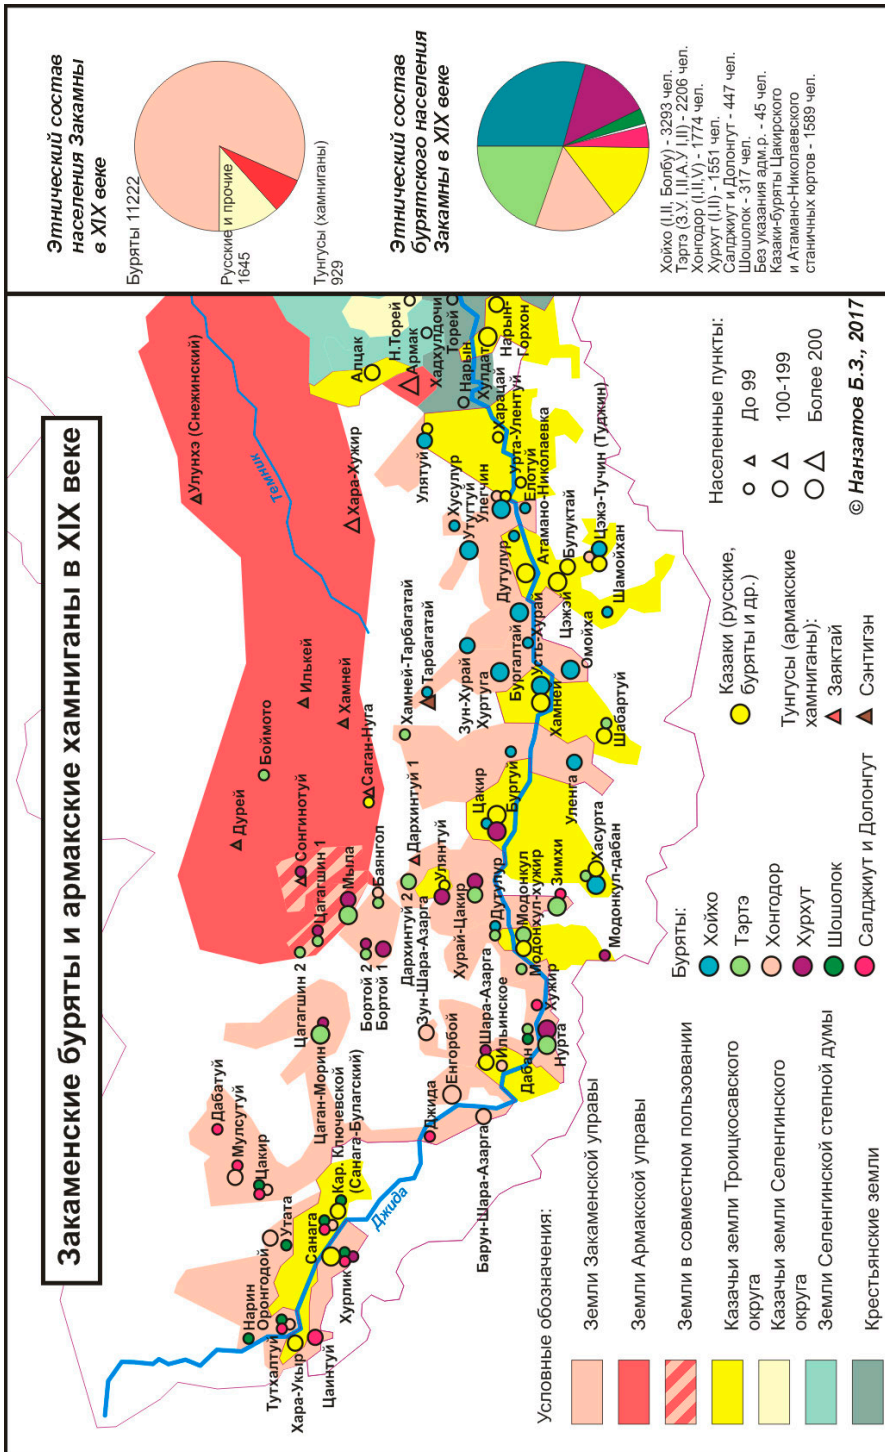 Закаменские буряты и армакские хамниганы в XIX веке
Этнический состав
населения Закамны
в XIX веке
Буряты 11222
Русские и прочие
1645
Тунгусы (хамниганы)
929
Этнический состав
бурятского населения
Закамны в XIX веке
Хойхо (I,II, Болбу) - 3293 чел.
Тэртэ (З.У. I,III,А.У I,III) - 2206 чел.
Хонгодор (I,II,V) - 1774 чел.
Хурхут (I,II) - 1551 чел.
Салджиут и Долонгут - 447 чел.
Шошолок - 317 чел.
Без указания адм.р. - 45 чел.
Казаки-буряты Цакирского
и Атамано-Николаевского
станичных юртов - 1589 чел.
Улунхэ (Снежинский)
Темник
Хара-Хужир
Алцак
Н.Торей
Армак
Хадхулдочи
Торей
Нарын
Хулдат
Нарын-
Горхон
Харацай
Улятуй
Хусулур
Утугтуй
Улегчин
Урта-Улентуй
Елотуй
Атамано-Николаевка
Дутулур
Булуктай
Цэжэй
Цэжэ-Тучин (Туджин)
Шамойхан
Илькей
Хамней
Хамней-Тарбагатай
Тарбагатай
Зун-Хурай
Хуртуга
Бургалтай
Усть-Хурай
Хамней
Омойха
Шабартуй
Боймото
Дурей
Саган-Нуга
Сонгинотуй
Цагагшин 1
Мыла
Баянгол
Дархинтуй 1
Дархинтуй 2
Улянтуй
Цакир
Бургуй
Уленга
Хасурта
Модонкул-дабан
Зимхи
Модонкул
Модонхул-хужир
Дутулур
Хурай-Цакир
Зун-Шара-Азарга
Бортой 2
Бортой 1
Цагагшин 2
Цаган-Морин
Енгорбой
Шара-Азарга
Ильинское
Дабан
Нурта
Хужир
Модонкул
Джида
Барун-Шара-Азарга
Дабатуй
Мулсутуй
Цакир
Кар. Ключевской
(Санага-Булагский)
Джида
Утата
Санага
Хурлик
Нарин
Оронгодой
Тутхалтуй
Хара-Укыр
Цаинтуй
Условные обозначения:
Земли Закаменской управы
Земли Армакской управы
Земли в совместном пользовании
Казачьи земли Троицкосавского
округа
Казачьи земли Селенгинского
округа
Земли Селенгинской степной думы
Крестьянские земли
Буряты:
Хойхо
Тэртэ
Хонгодор
Хурхут
Шошолок
Салджиут и Долонгут
Казаки (русские,
буряты и др.)
Тунгусы (армакские
хамниганы):
Заяктай
Сэнтигэн
Населенные пункты:
До 99
100-199
Более 200
© Нанзатов Б.З., 2017